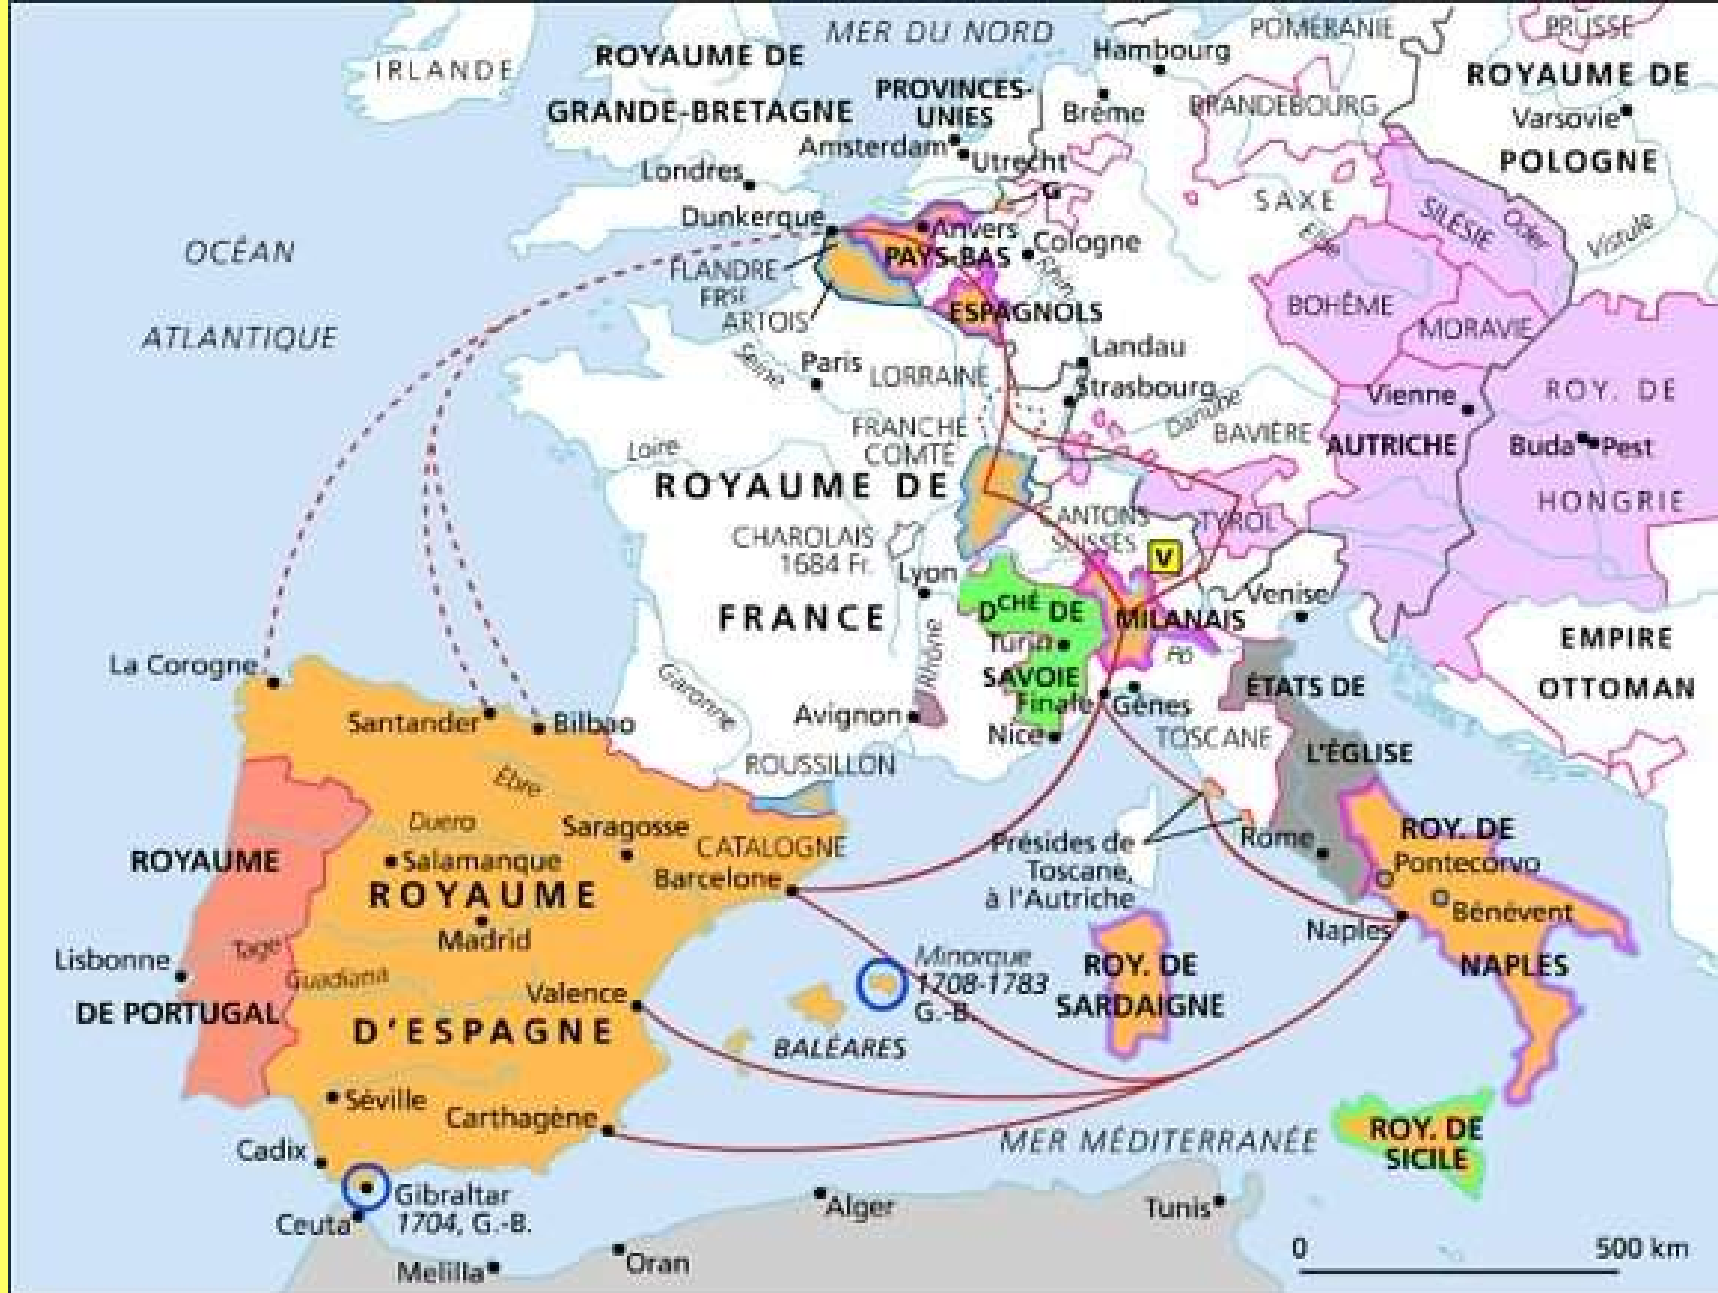 MER DU NORD
POMÉRANIE
PRUSSE
IRLANDE
ROYAUME DE
GRANDE-BRETAGNE
PROVINCES-
UNIES
Hambourg
Brême
BRANDEBOURG
ROYAUME DE
Varsovie
POLOGNE
Amsterdam
Utrecht
Londres
G
SAXE
SILÉSIE
Oder
Vistule
Elbe
Dunkerque
Anvers
Cologne
PAYS-BAS
Rhin
OCÉAN
ATLANTIQUE
FLANDRE
FRSE
ARTOIS
ESPAGNOLS
BOHÊME
MORAVIE
Seine
Paris
LORRAINE
Landau
Strasbourg
Danube
BAVIÈRE
Vienne
AUTRICHE
ROY. DE
Buda
Pest
HONGRIE
Loire
FRANCHE
COMTÉ
ROYAUME DE
CHAROLAIS
1684 Fr.
CANTONS
SUISSES
TYROL
V
Lyon
FRANCE
DCHÉ DE
Turin
SAVOIE
MILANAIS
Venise
Pô
EMPIRE
OTTOMAN
La Corogne
Garonne
Rhône
Finale
Gênes
ÉTATS DE
L'ÉGLISE
Santander
Bilbao
Avignon
Nice
TOSCANE
ROUSSILLON
Èbre
Duero
Saragosse
CATALOGNE
Présides de
Toscane,
à l'Autriche
Rome
ROY. DE
Pontecorvo
Bénévent
ROYAUME
Salamanque
ROYAUME
Barcelone
Madrid
Naples
NAPLES
Lisbonne
Tage
Guadiana
Minorque
1708-1783
G.-B.
ROY. DE
SARDAIGNE
DE PORTUGAL
Valence
D'ESPAGNE
BALÉARES
Séville
Carthagène
MER MÉDITERRANÉE
ROY. DE
SICILE
Cadix
Gibraltar
1704, G.-B.
Ceuta
Alger
Tunis
Melilla
Oran
0
500 km